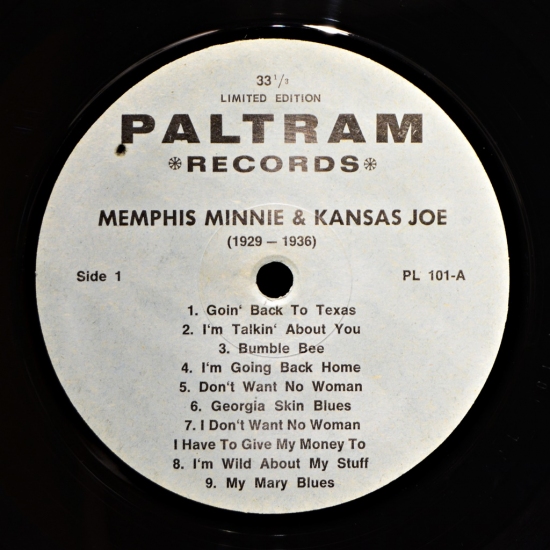 33 1/3
LIMITED EDITION
PALTRAM
*RECORDS*
MEMPHIS MINNIE & KANSAS JOE
(1929 – 1936)
Side 1 PL 101-A
1. Goin' Back To Texas
2. I'm Talkin' About You
3. Bumble Bee
4. I'm Going Back Home
5. Don't Want No Woman
6. Georgia Skin Blues
7. I Don't Want No Woman
I Have To Give My Money To
8. I'm Wild About My Stuff
9. My Mary Blues